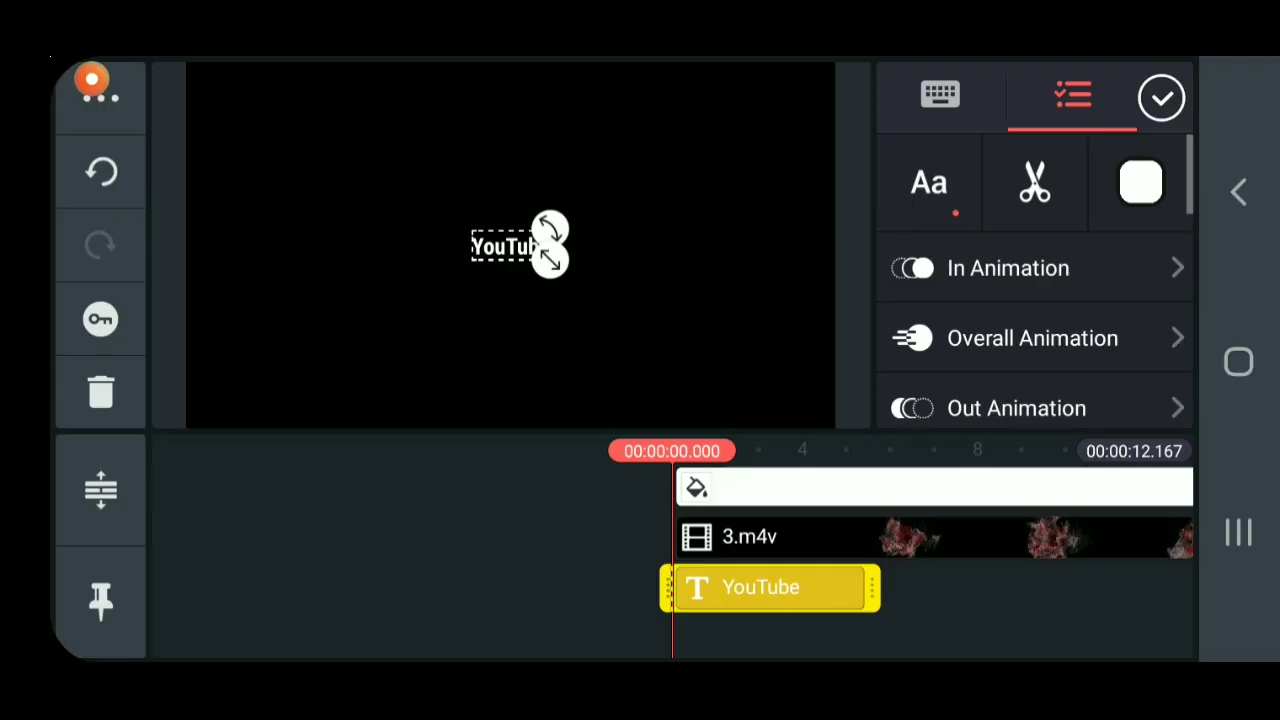 YouTub
Aa
In Animation
Overall Animation
Out Animation
00:00:00.000
4
8
00:00:12.167
3.m4v
T YouTube